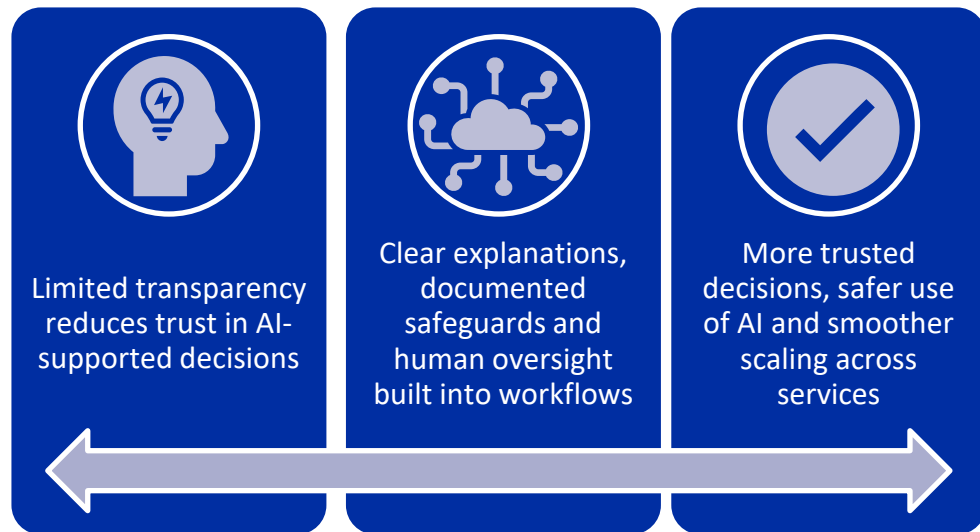 Limited transparency
reduces trust in AI-
supported decisions
Clear explanations,
documented
safeguards and
human oversight
built into workflows
More trusted
decisions, safer use
of AI and smoother
scaling across
services